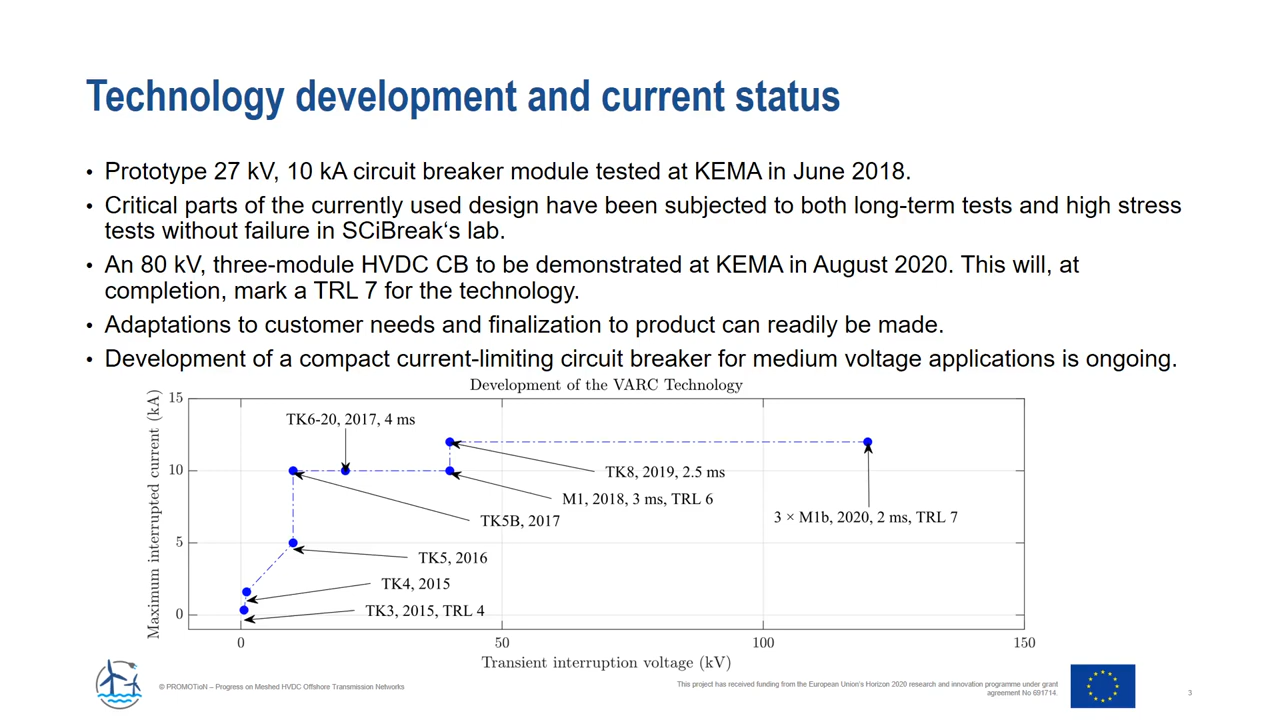 Technology development and current status
• Prototype 27 kV, 10 kA circuit breaker module tested at KEMA in June 2018.
• Critical parts of the currently used design have been subjected to both long-term tests and high stress
tests without failure in SCiBreak‘s lab.
• An 80 kV, three-module HVDC CB to be demonstrated at KEMA in August 2020. This will, at
completion, mark a TRL 7 for the technology.
• Adaptations to customer needs and finalization to product can readily be made.
• Development of a compact current-limiting circuit breaker for medium voltage applications is ongoing.
Development of the VARC Technology
Maximum interrupted current (kA)
15
10
5
0
TK6-20, 2017, 4 ms
TK8, 2019, 2.5 ms
M1, 2018, 3 ms, TRL 6
3 × M1b, 2020, 2 ms, TRL 7
TK5B, 2017
TK5, 2016
TK4, 2015
TK3, 2015, TRL 4
0 50 100 150
Transient interruption voltage (kV)
© PROMOTioN – Progress on Meshed HVDC Offshore Transmission Networks
This project has received funding from the European Union’s Horizon 2020 research and innovation programme under grant
agreement No 691714.
3